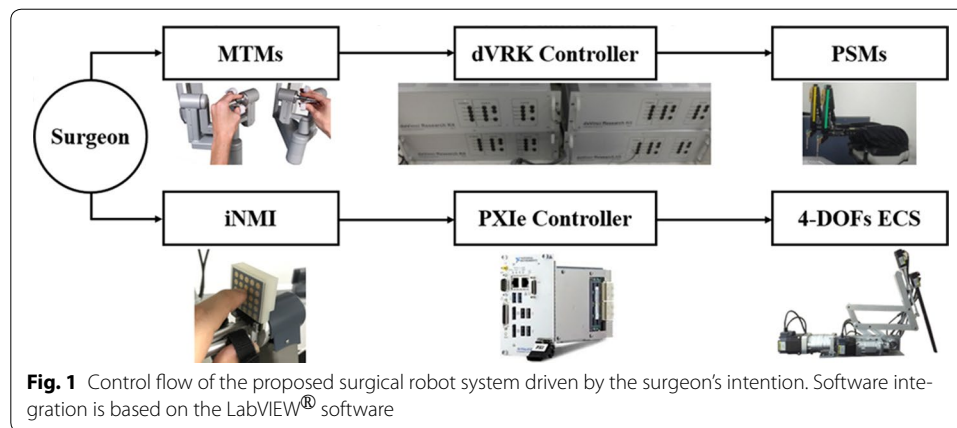 MTMs
dVRK Controller
PSMs
Surgeon
iNMI
PXIe Controller
4-DOFs ECS
Fig. 1 Control flow of the proposed surgical robot system driven by the surgeon's intention. Software inte-
gration is based on the LabVIEW® software